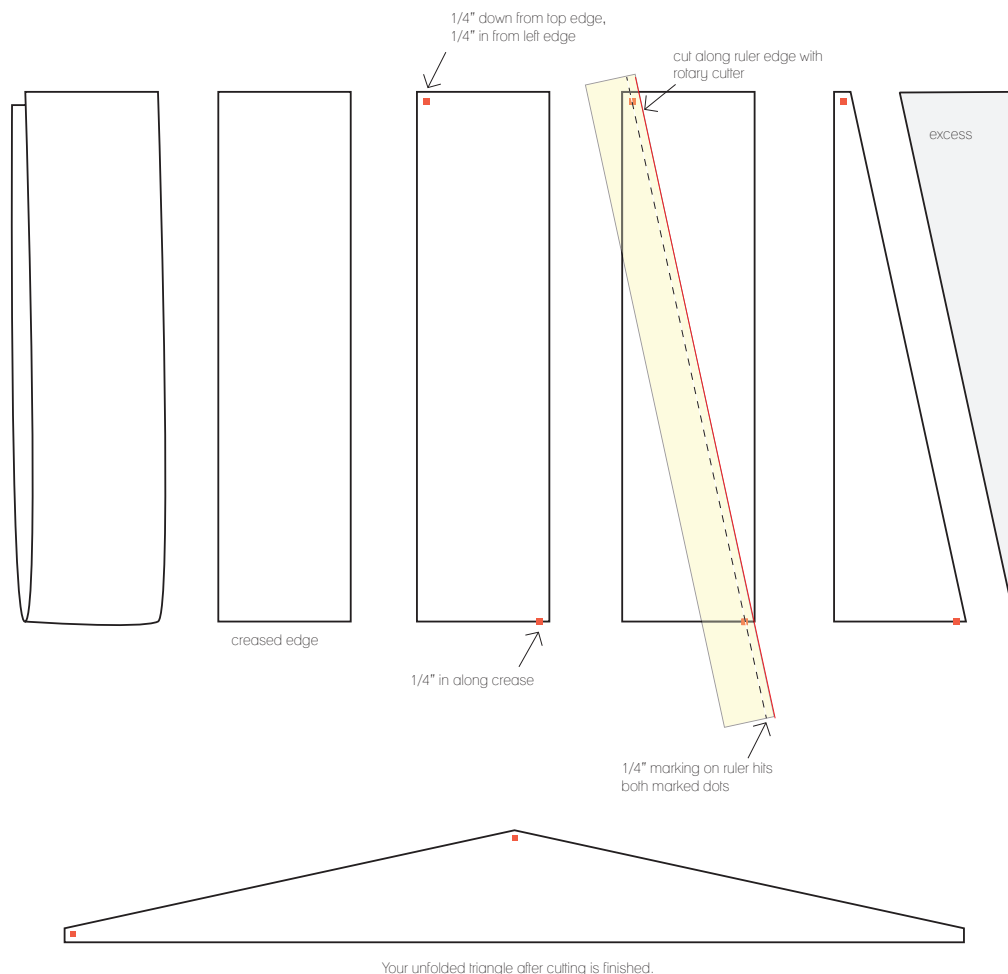 1/4" down from top edge,
1/4" in from left edge
cut along ruler edge with
rotary cutter
excess
creased edge
1/4" in along crease
1/4" marking on ruler hits
both marked dots
Your unfolded triangle after cutting is finished.